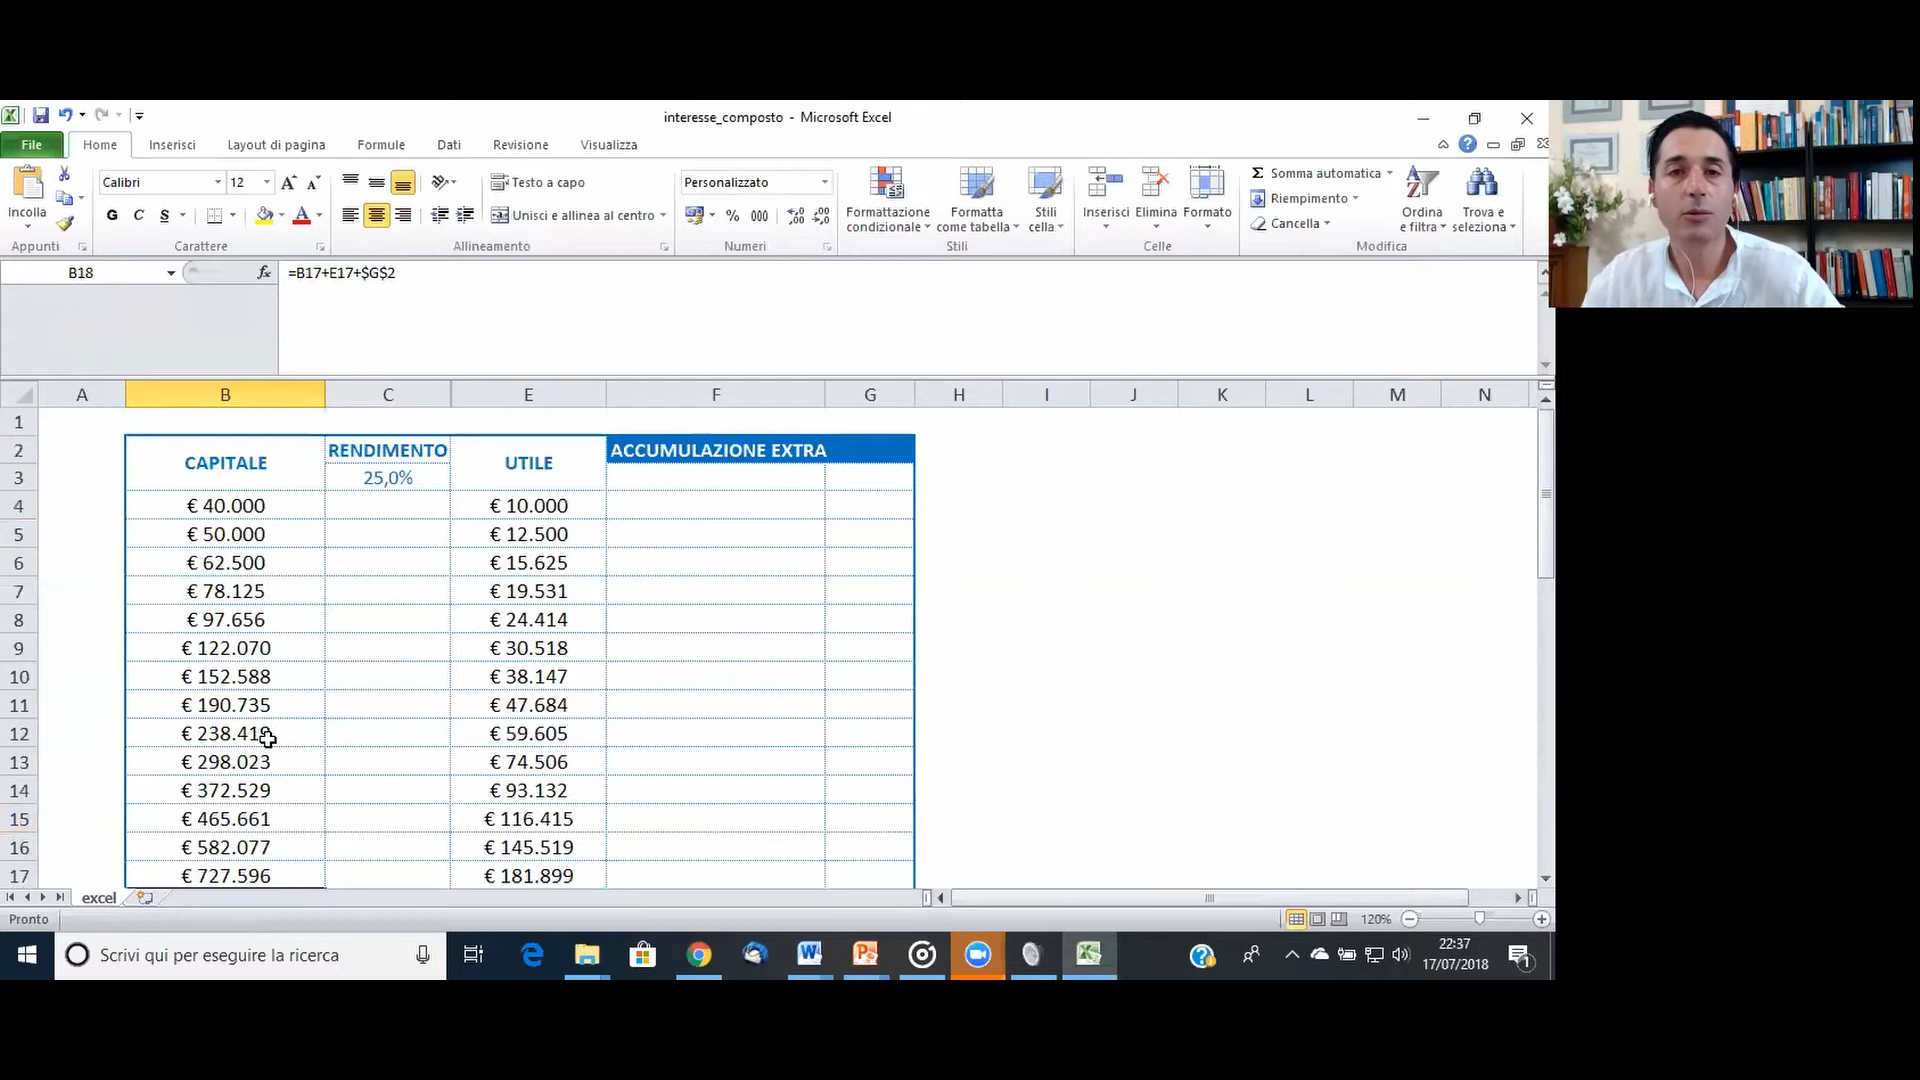 interesse_composto - Microsoft Excel
File Home Inserisci Layout di pagina Formule Dati Revisione Visualizza
Incolla
Calibri 12
G C S
Testo a capo
Unisci e allinea al centro
Personalizzato
% 000
Formattazione condizionale
Formatta come tabella
Stili cella
Inserisci Elimina Formato
Σ Somma automatica
Riempimento
Cancella
Ordina e filtra
Trova e seleziona
Appunti Carattere Allineamento Numeri Stili Celle Modifica
B18 fx =B17+E17+$G$2
A B C E F G H I J K L M N
1
2 CAPITALE RENDIMENTO UTILE ACCUMULAZIONE EXTRA
3 25,0%
4 € 40.000 € 10.000
5 € 50.000 € 12.500
6 € 62.500 € 15.625
7 € 78.125 € 19.531
8 € 97.656 € 24.414
9 € 122.070 € 30.518
10 € 152.588 € 38.147
11 € 190.735 € 47.684
12 € 238.419 € 59.605
13 € 298.023 € 74.506
14 € 372.529 € 93.132
15 € 465.661 € 116.415
16 € 582.077 € 145.519
17 € 727.596 € 181.899
excel
Pronto 120%
Scrivi qui per eseguire la ricerca
22:37
17/07/2018
1